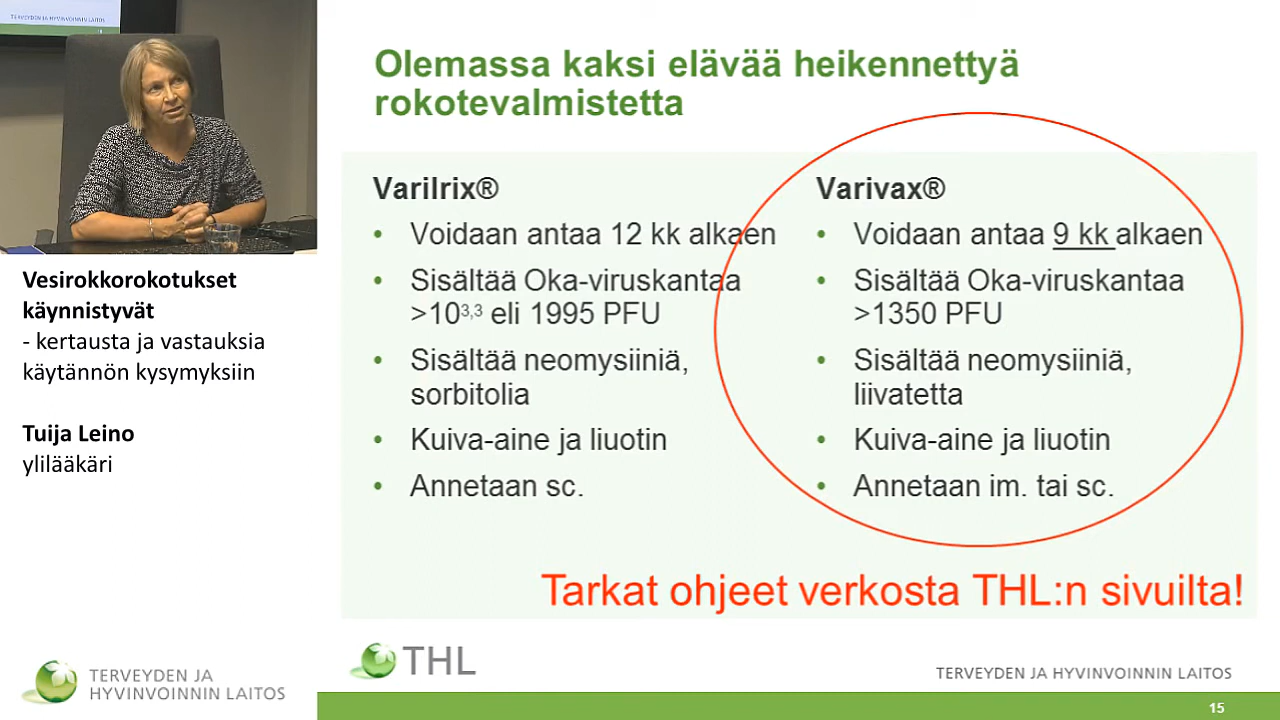 TERVEYDEN JA HYVINVOINNIN LAITOS
Vesirokkorokotukset
käynnistyvät
- kertausta ja vastauksia
käytännön kysymyksiin
Tuija Leino
ylilääkäri
TERVEYDEN JA
HYVINVOINNIN LAITOS
Olemassa kaksi elävää heikennettyä
rokotevalmistetta
Varilrix®
• Voidaan antaa 12 kk alkaen
• Sisältää Oka-viruskantaa
>10³,³ eli 1995 PFU
• Sisältää neomysiiniä,
sorbitolia
• Kuiva-aine ja liuotin
• Annetaan sc.
Varivax®
• Voidaan antaa 9 kk alkaen
• Sisältää Oka-viruskantaa
>1350 PFU
• Sisältää neomysiiniä,
liivatetta
• Kuiva-aine ja liuotin
• Annetaan im. tai sc.
Tarkat ohjeet verkosta THL:n sivuilta!
THL
TERVEYDEN JA HYVINVOINNIN LAITOS
15